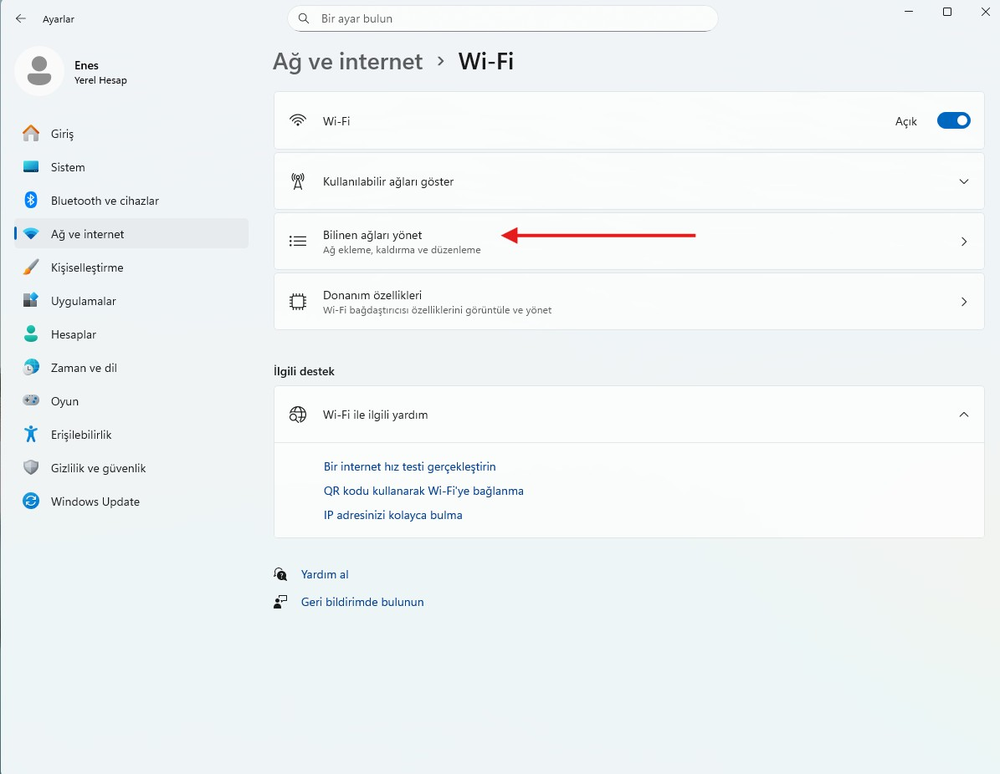 Ayarlar
Bir ayar bulun
Enes
Yerel Hesap
Giriş
Sistem
Bluetooth ve cihazlar
Ağ ve internet
Kişiselleştirme
Uygulamalar
Hesaplar
Zaman ve dil
Oyun
Erişilebilirlik
Gizlilik ve güvenlik
Windows Update
Ağ ve internet › Wi-Fi
Wi-Fi
Açık
Kullanılabilir ağları göster
Bilinen ağları yönet
Ağ ekleme, kaldırma ve düzenleme
Donanım özellikleri
Wi-Fi bağdaştırıcısı özelliklerini görüntüle ve yönet
İlgili destek
Wi-Fi ile ilgili yardım
Bir internet hız testi gerçekleştirin
QR kodu kullanarak Wi-Fi'ye bağlanma
IP adresinizi kolayca bulma
Yardım al
Geri bildirimde bulunun